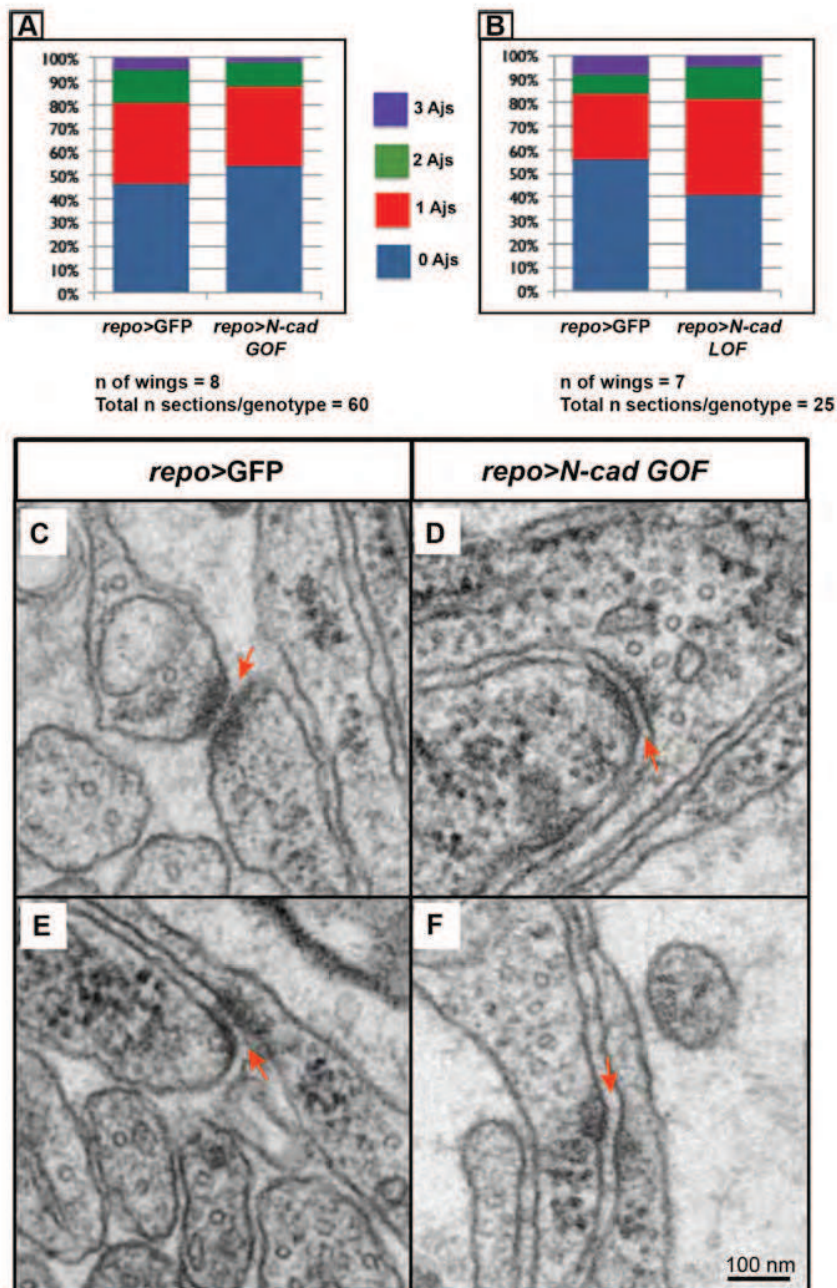 A
100%
90%
80%
70%
60%
50%
40%
30%
20%
10%
0%
repo>GFP
repo>N-cad
GOF
n of wings = 8
Total n sections/genotype = 60
3 Ajs
2 Ajs
1 Ajs
0 Ajs
B
100%
90%
80%
70%
60%
50%
40%
30%
20%
10%
0%
repo>GFP
repo>N-cad
LOF
n of wings = 7
Total n sections/genotype = 25
repo>GFP
repo>N-cad GOF
C
D
E
F
100 nm